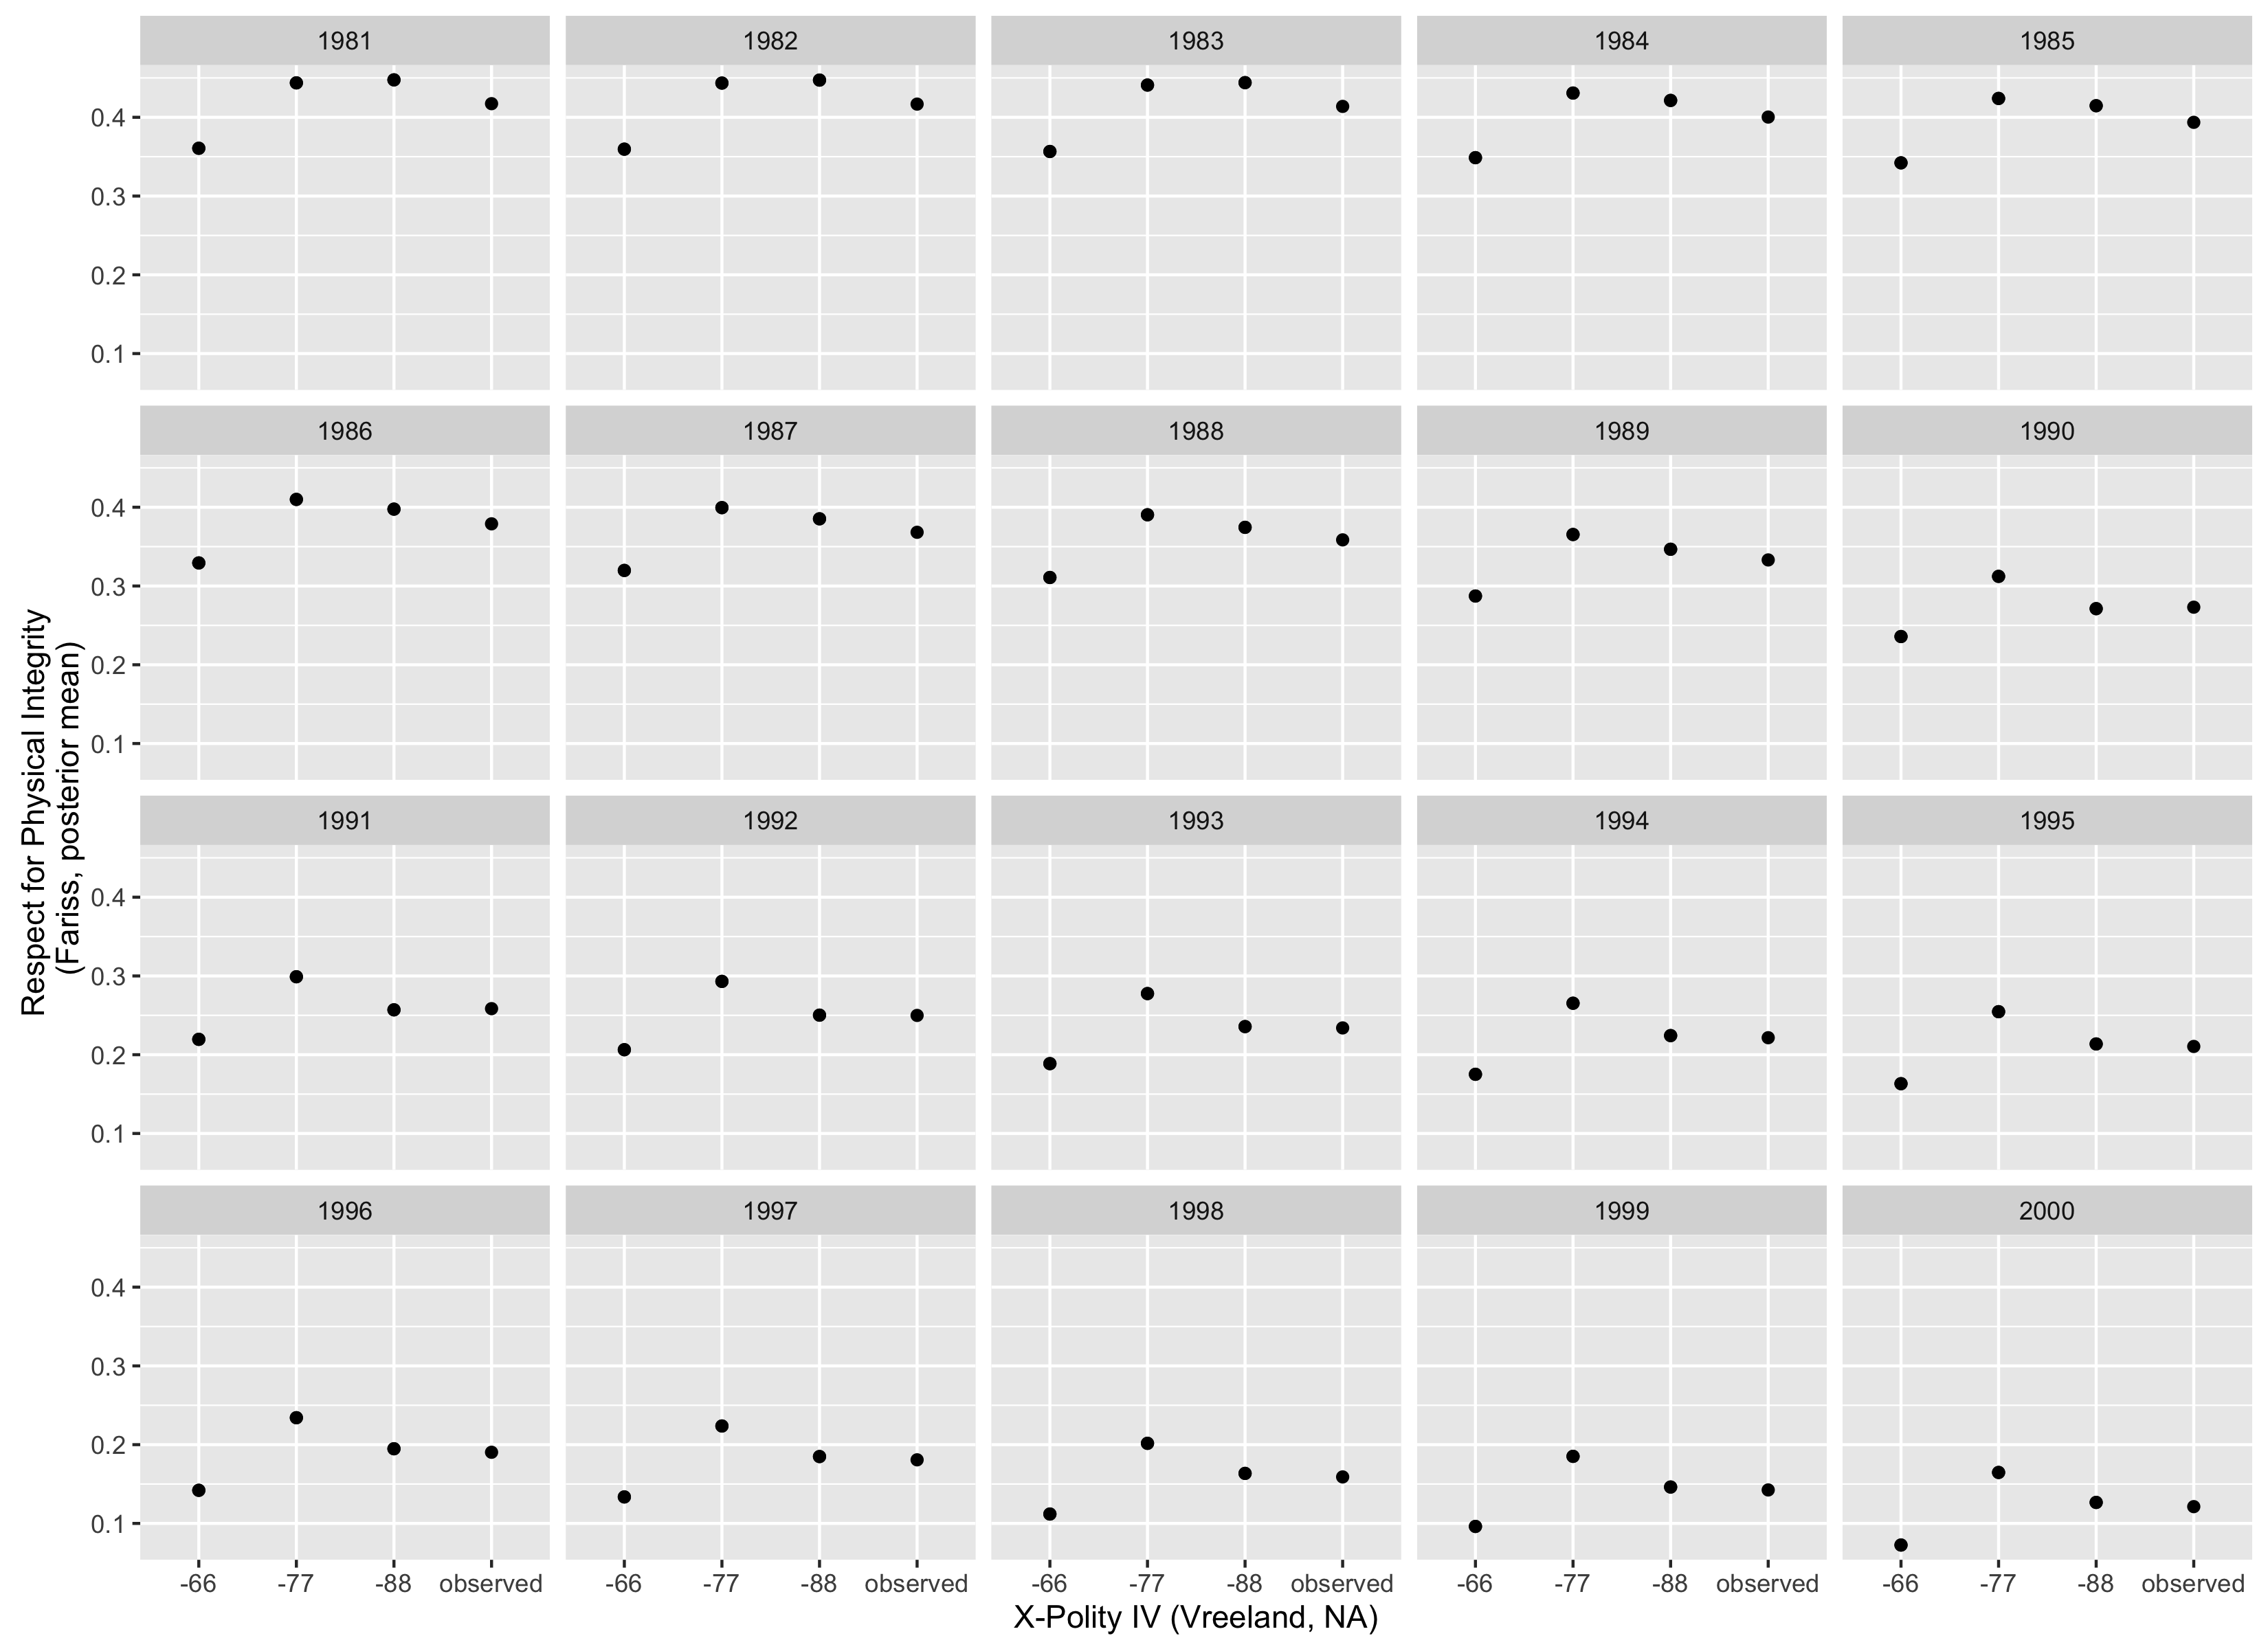 1981 1982 1983 1984 1985
0.4
0.3
0.2
0.1
1986 1987 1988 1989 1990
0.4
0.3
0.2
0.1
Respect for Physical Integrity
(Fariss, posterior mean)
1991 1992 1993 1994 1995
0.4
0.3
0.2
0.1
1996 1997 1998 1999 2000
0.4
0.3
0.2
0.1
-66 -77 -88 observed -66 -77 -88 observed -66 -77 -88 observed -66 -77 -88 observed -66 -77 -88 observed
X-Polity IV (Vreeland, NA)